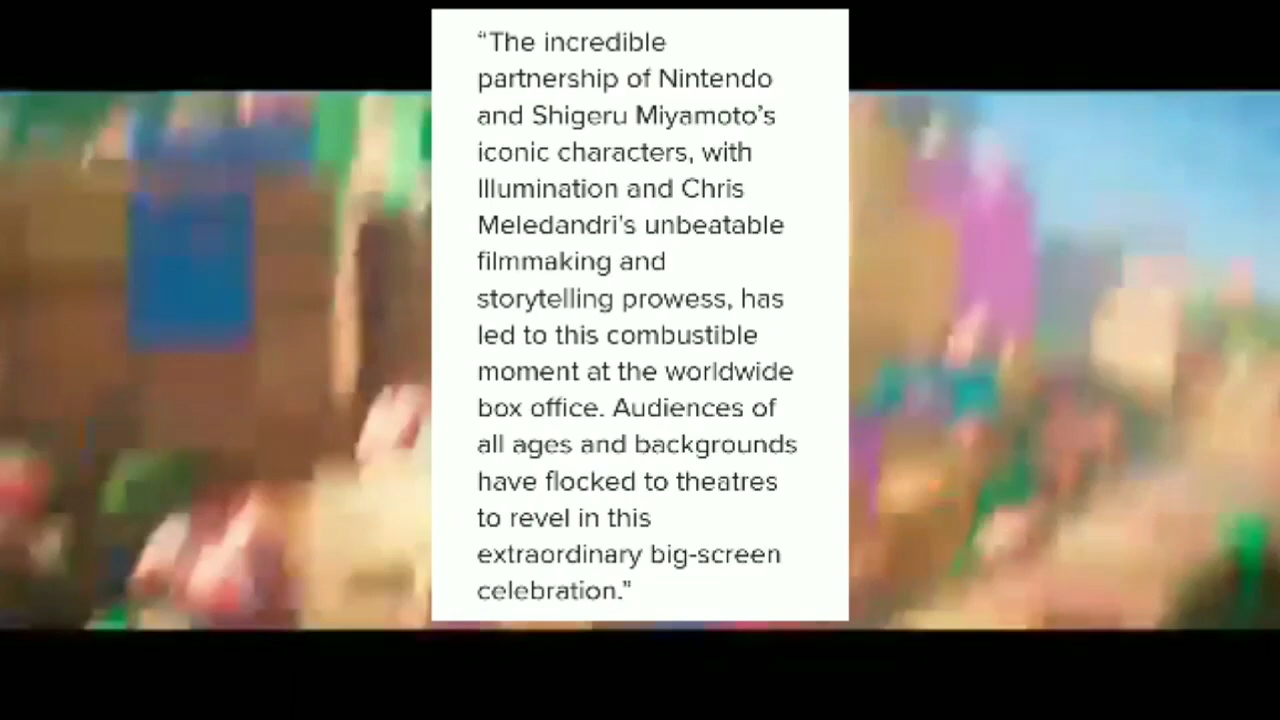 “The incredible
partnership of Nintendo
and Shigeru Miyamoto’s
iconic characters, with
Illumination and Chris
Meledandri’s unbeatable
filmmaking and
storytelling prowess, has
led to this combustible
moment at the worldwide
box office. Audiences of
all ages and backgrounds
have flocked to theatres
to revel in this
extraordinary big-screen
celebration.”